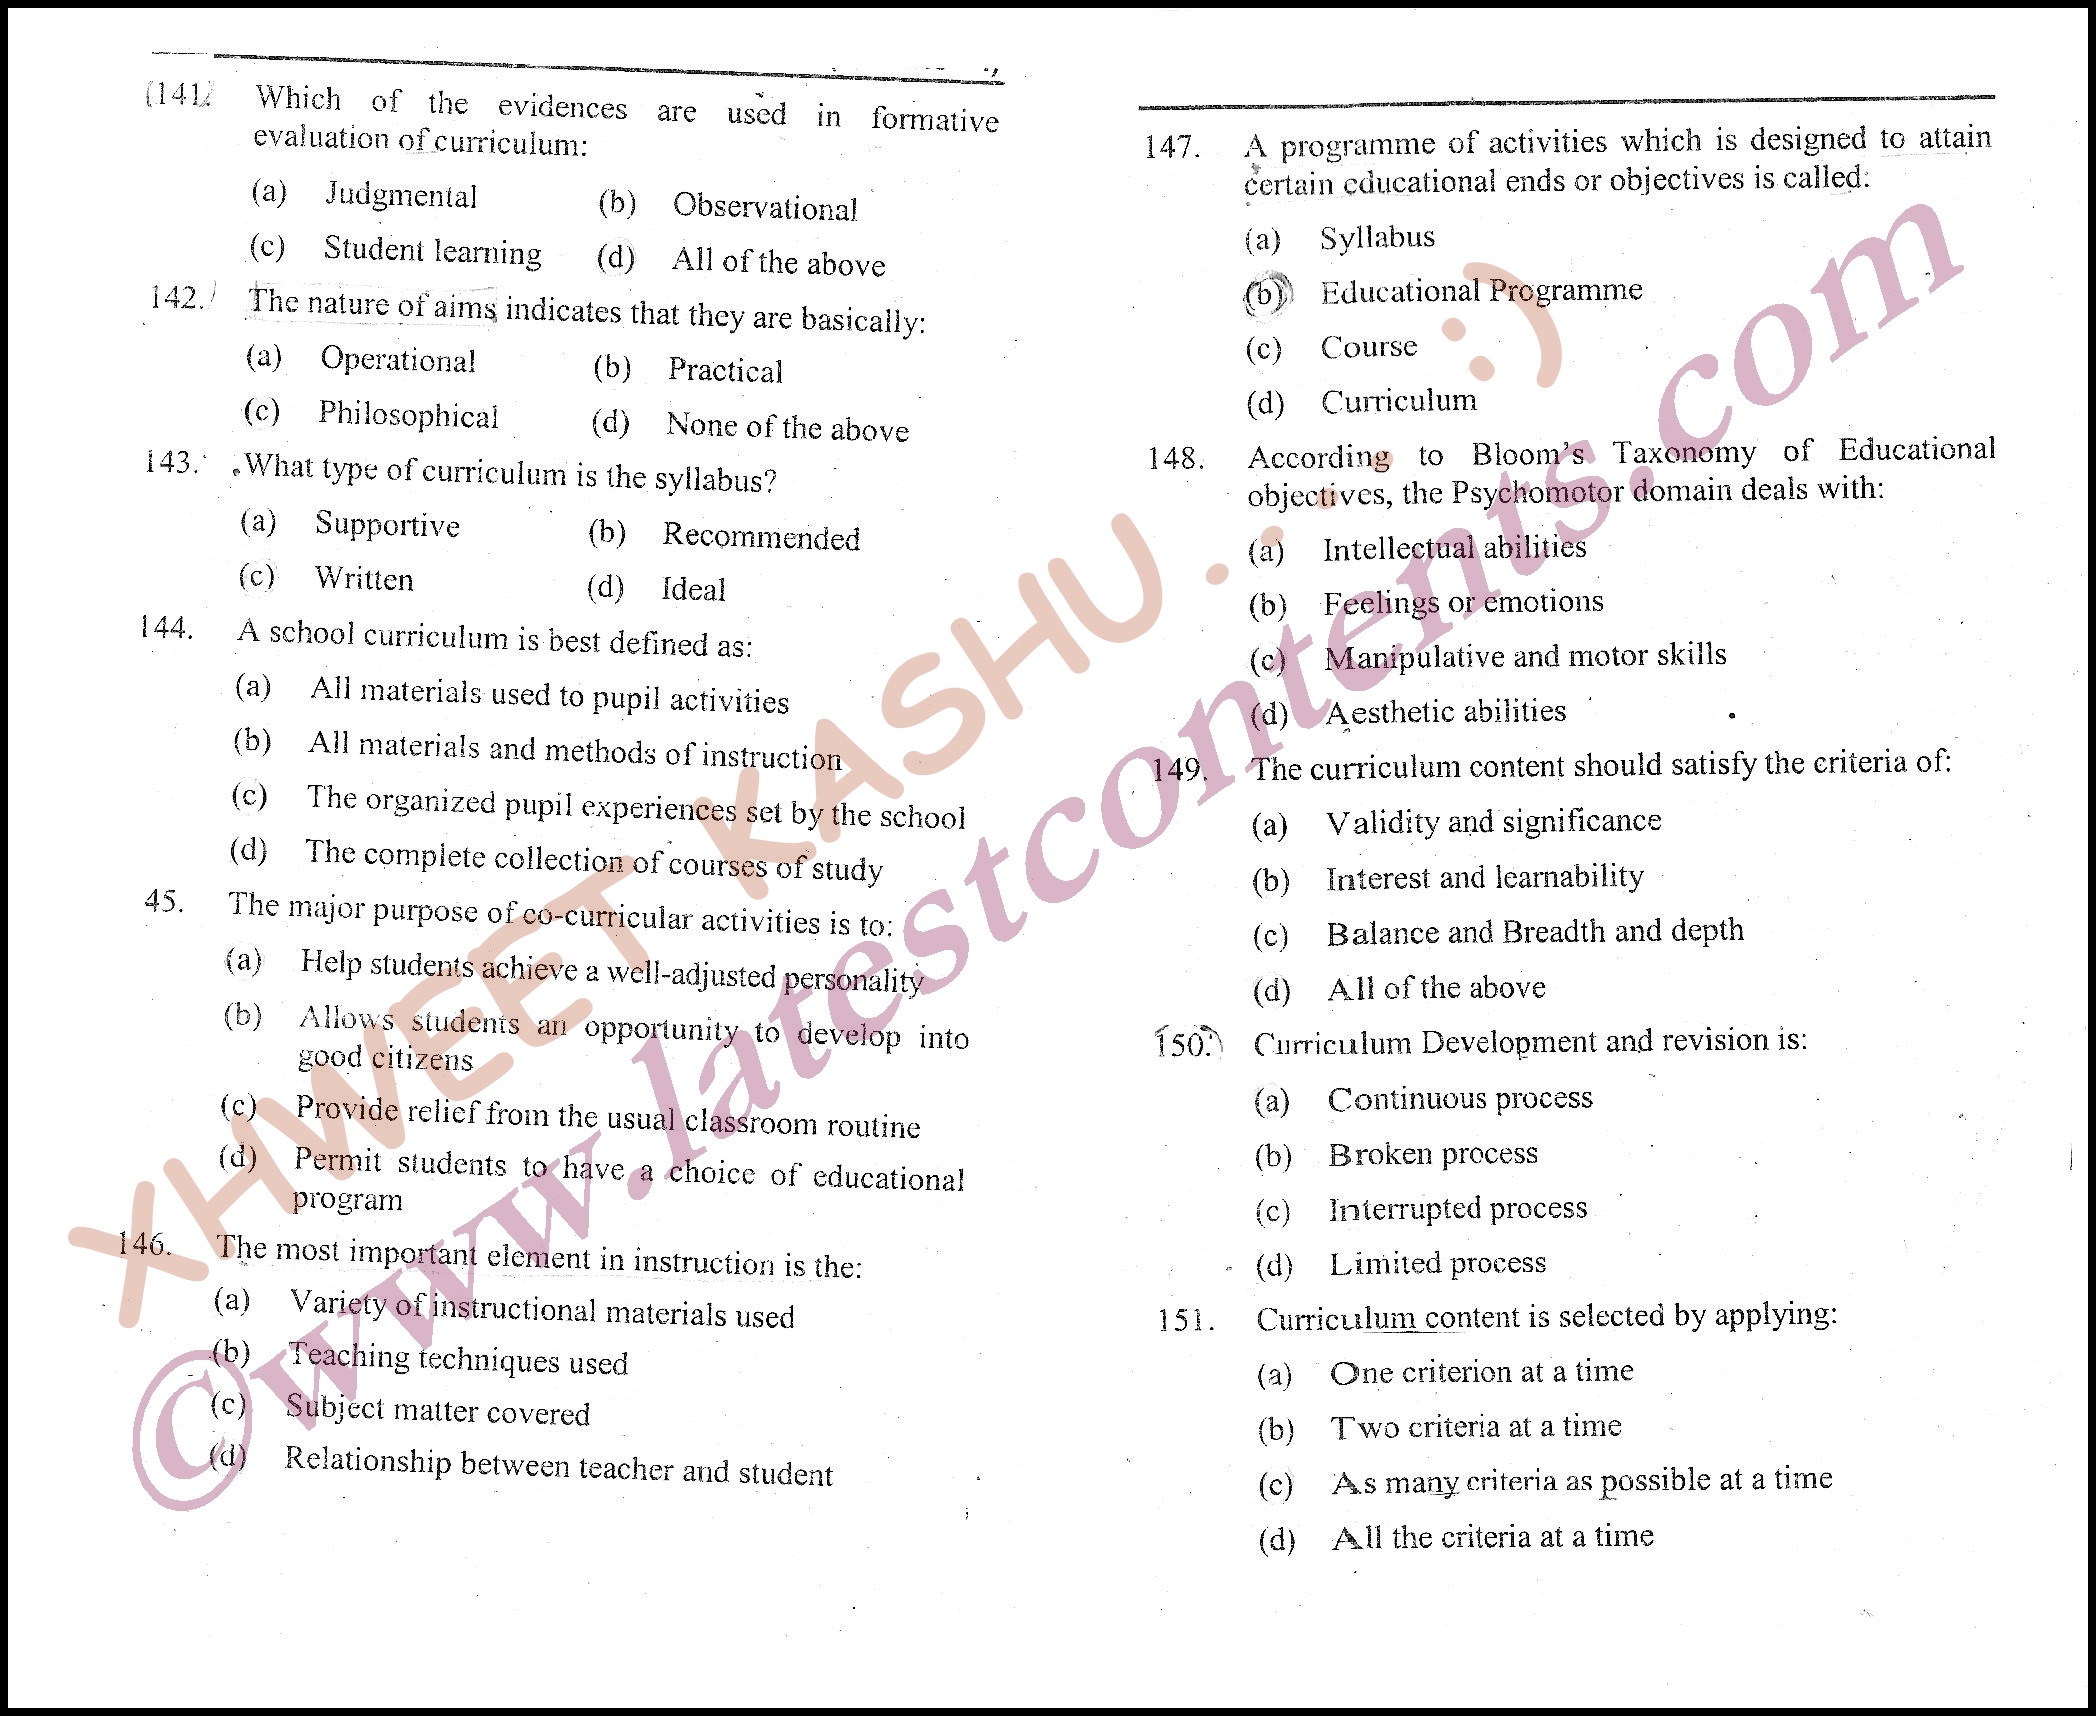 (141) Which of the evidences are used in formative
evaluation of curriculum:
(a) Judgmental (b) Observational
(c) Student learning (d) All of the above
142. The nature of aims indicates that they are basically:
(a) Operational (b) Practical
(c) Philosophical (d) None of the above
143. What type of curriculum is the syllabus?
(a) Supportive (b) Recommended
(c) Written (d) Ideal
144. A school curriculum is best defined as:
(a) All materials used to pupil activities
(b) All materials and methods of instruction
(c) The organized pupil experiences set by the school
(d) The complete collection of courses of study
45. The major purpose of co-curricular activities is to:
(a) Help students achieve a well-adjusted personality
(b) Allows students an opportunity to develop into
good citizens
(c) Provide relief from the usual classroom routine
(d) Permit students to have a choice of educational
program
146. The most important element in instruction is the:
(a) Variety of instructional materials used
(b) Teaching techniques used
(c) Subject matter covered
(d) Relationship between teacher and student
147. A programme of activities which is designed to attain
certain educational ends or objectives is called:
(a) Syllabus
(b) Educational Programme
(c) Course
(d) Curriculum
148. According to Bloom's Taxonomy of Educational
objectives, the Psychomotor domain deals with:
(a) Intellectual abilities
(b) Feelings or emotions
(c) Manipulative and motor skills
(d) Aesthetic abilities
149. The curriculum content should satisfy the criteria of:
(a) Validity and significance
(b) Interest and learnability
(c) Balance and Breadth and depth
(d) All of the above
150. Curriculum Development and revision is:
(a) Continuous process
(b) Broken process
(c) Interrupted process
(d) Limited process
151. Curriculum content is selected by applying:
(a) One criterion at a time
(b) Two criteria at a time
(c) As many criteria as possible at a time
(d) All the criteria at a time
XHWEET KASHU... :)
©www.latestcontents.com